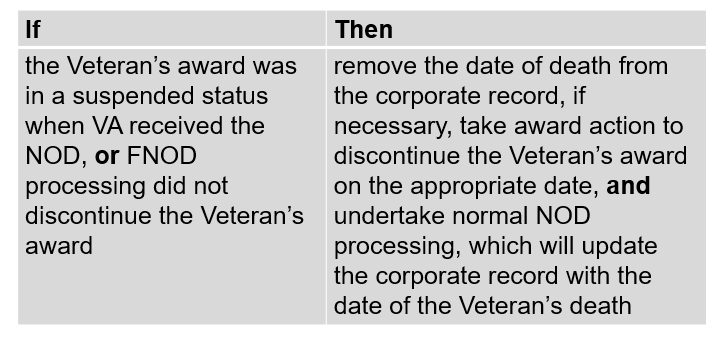 If
Then
the Veteran’s award was
in a suspended status
when VA received the
NOD, or FNOD
processing did not
discontinue the Veteran’s
award
remove the date of death from
the corporate record, if
necessary, take award action to
discontinue the Veteran’s award
on the appropriate date, and
undertake normal NOD
processing, which will update
the corporate record with the
date of the Veteran’s death